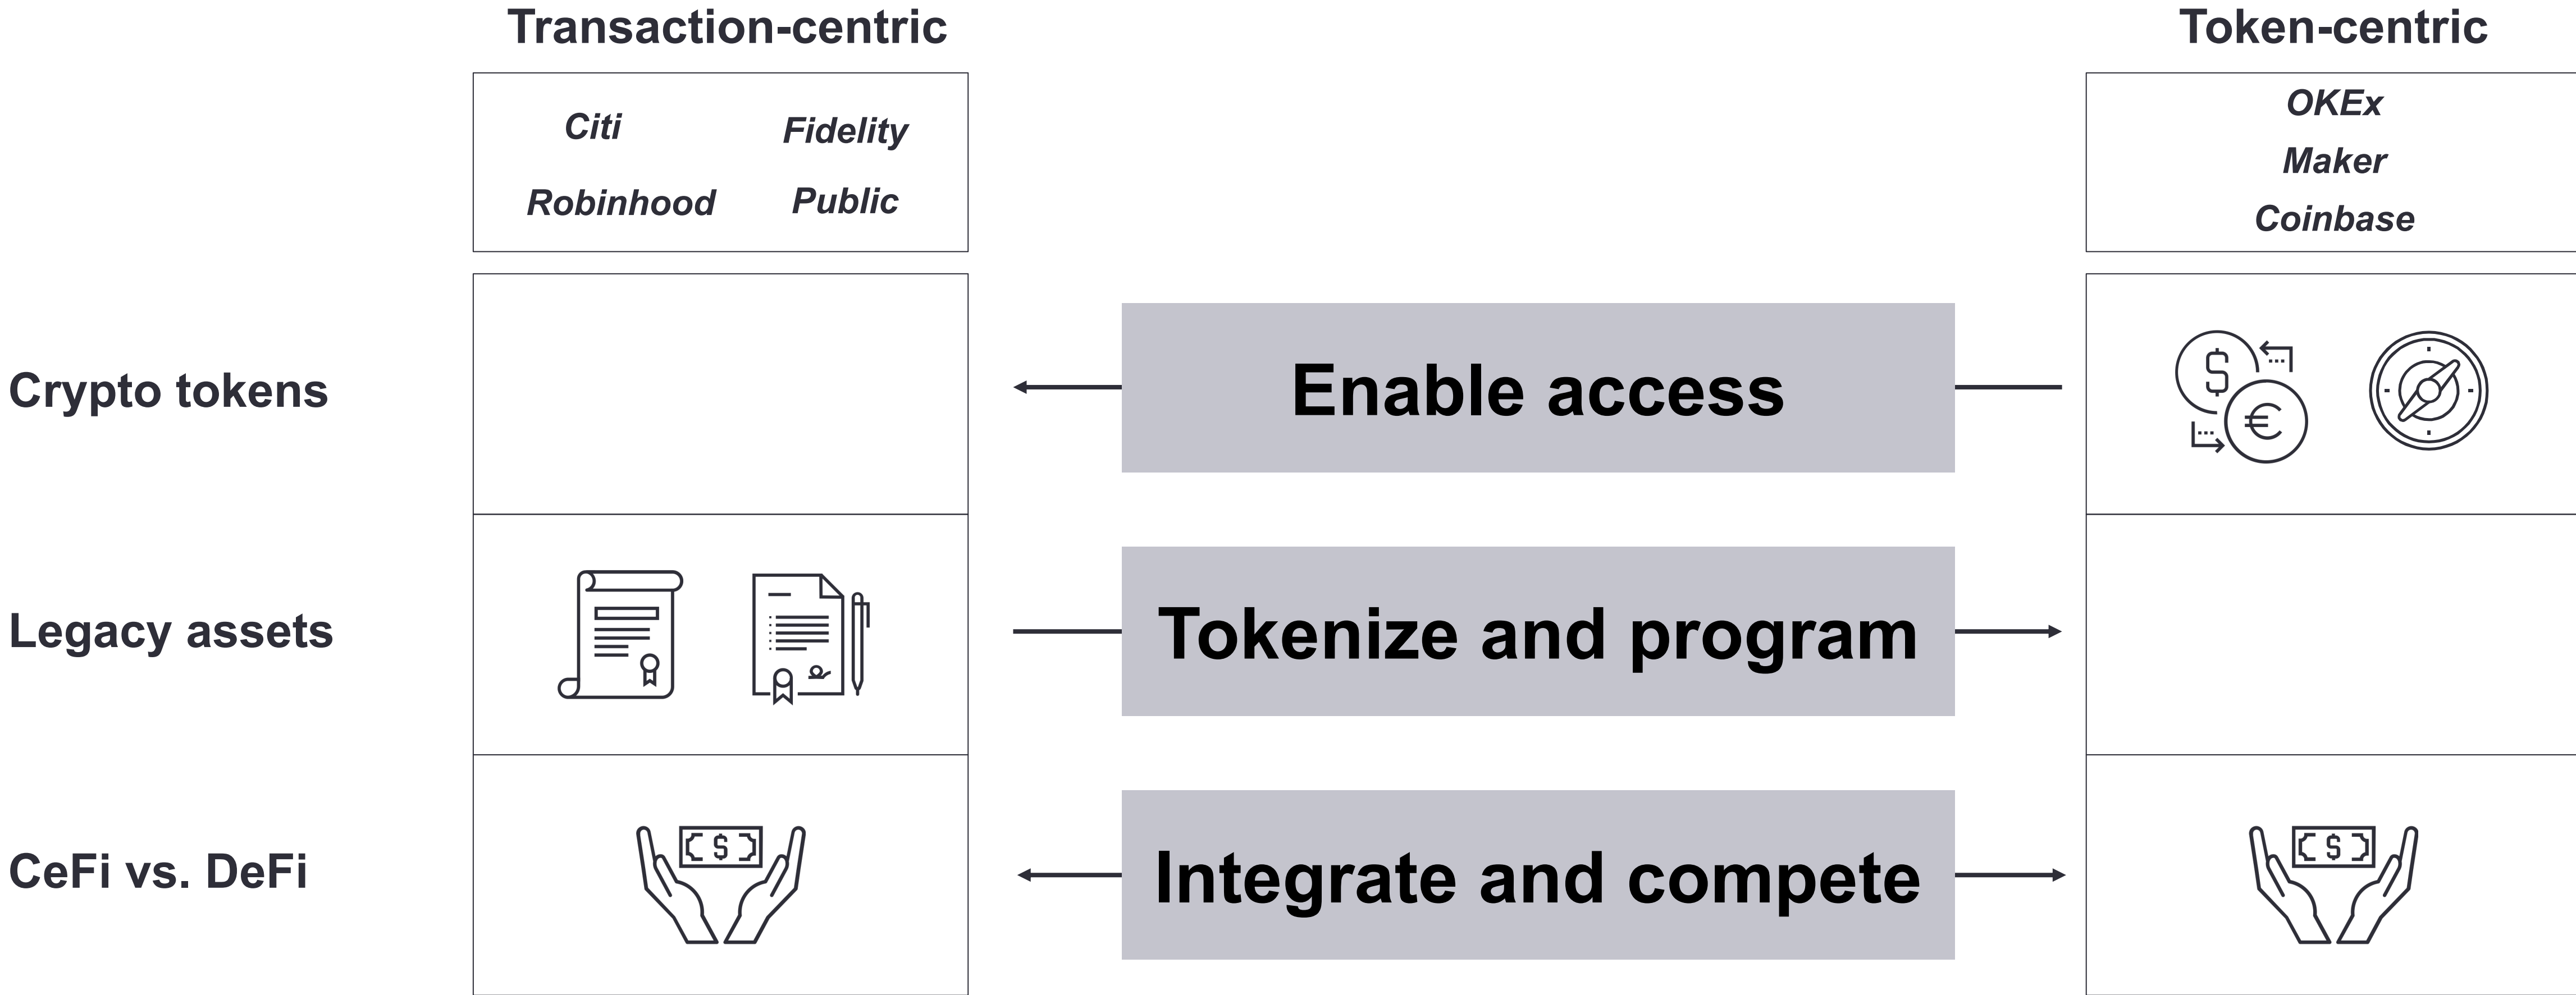 Transaction-centric
Token-centric
Citi
Fidelity
Robinhood
Public
OKEx
Maker
Coinbase
Crypto tokens
Enable access
$
€
Legacy assets
Tokenize and program
CeFi vs. DeFi
$
Integrate and compete
$